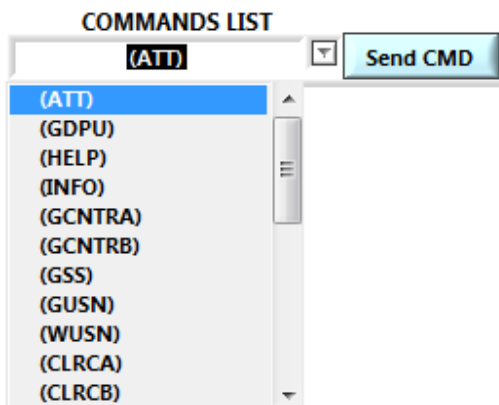 COMMANDS LIST
(ATT) Send CMD
(ATT)
(GDPU)
(HELP)
(INFO)
(GCNTRA)
(GCNTRB)
(GSS)
(GUSN)
(WUSN)
(CLRCA)
(CLRCB)